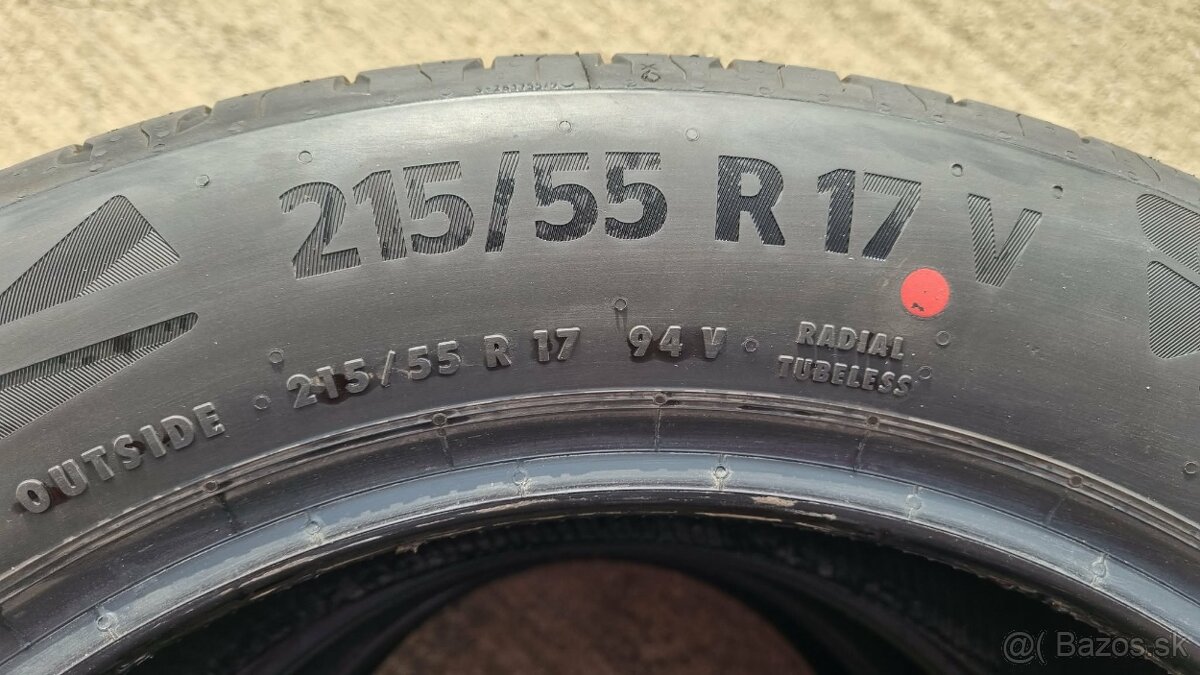 215/55 R 17 V
OUTSIDE 215/55 R 17 94 V RADIAL
TUBELESS
@( Bazos.sk